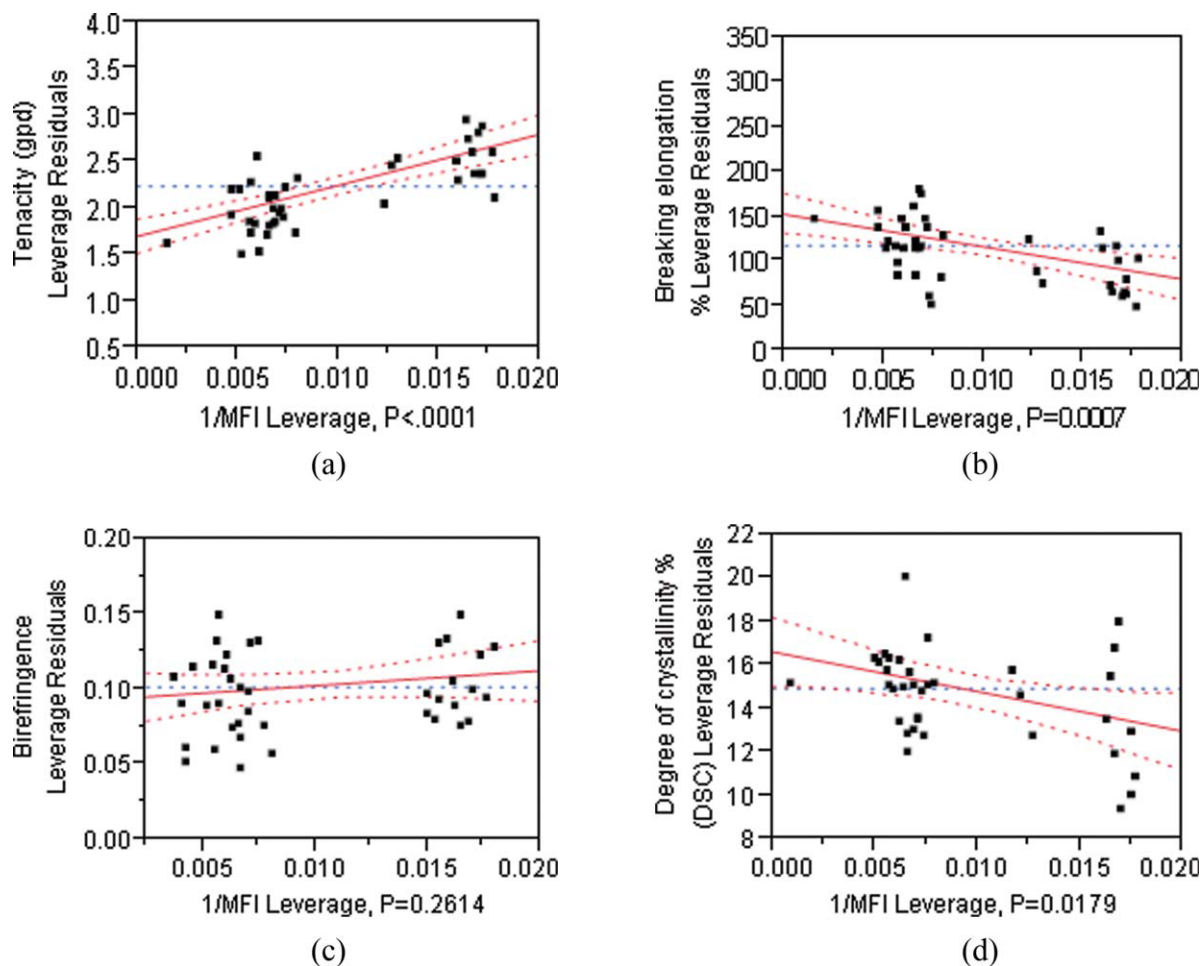 Tenacity (gpd)
Leverage Residuals
4.0
3.5
3.0
2.5
2.0
1.5
1.0
0.5
0.000 0.005 0.010 0.015 0.020
1/MFI Leverage, P<.0001
(a)
Breaking elongation
% Leverage Residuals
350
300
250
200
150
100
50
0
0.000 0.005 0.010 0.015 0.020
1/MFI Leverage, P=0.0007
(b)
Birefringence
Leverage Residuals
0.20
0.15
0.10
0.05
0.00
0.005 0.010 0.015 0.020
1/MFI Leverage, P=0.2614
(c)
Degree of crystallinity %
(DSC) Leverage Residuals
22
20
18
16
14
12
10
8
0.000 0.005 0.010 0.015 0.020
1/MFI Leverage, P=0.0179
(d)